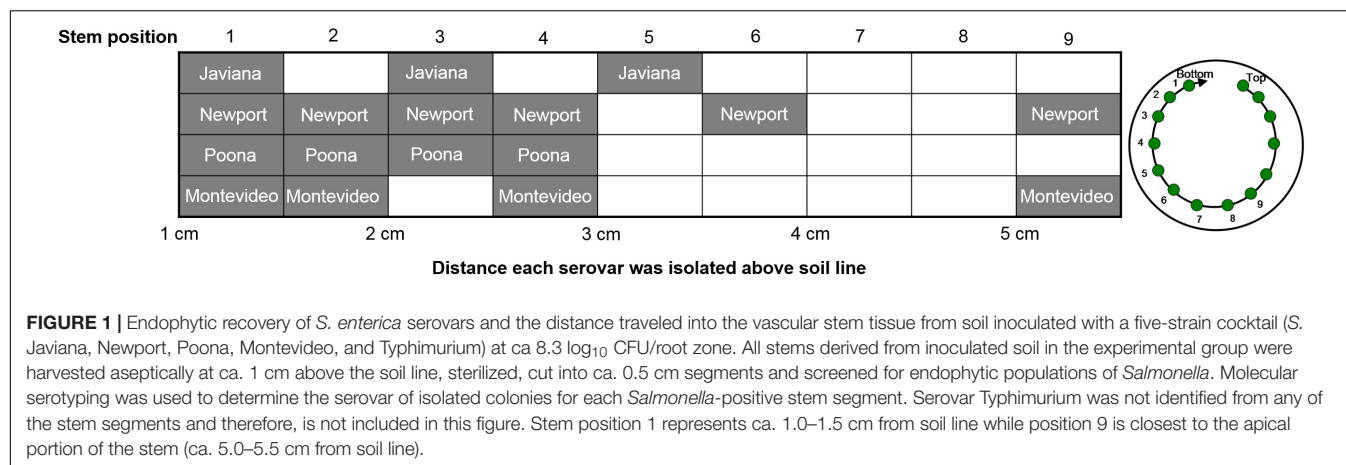 Stem position 1 2 3 4 5 6 7 8 9
Javiana Javiana Javiana
Newport Newport Newport Newport Newport Newport
Poona Poona Poona Poona
Montevideo Montevideo Montevideo Montevideo
1 cm 2 cm 3 cm 4 cm 5 cm
Distance each serovar was isolated above soil line
Bottom Top
1
2
3
4
5
6
7
8
9
FIGURE 1 | Endophytic recovery of S. enterica serovars and the distance traveled into the vascular stem tissue from soil inoculated with a five-strain cocktail (S.
Javiana, Newport, Poona, Montevideo, and Typhimurium) at ca 8.3 log10 CFU/root zone. All stems derived from inoculated soil in the experimental group were
harvested aseptically at ca. 1 cm above the soil line, sterilized, cut into ca. 0.5 cm segments and screened for endophytic populations of Salmonella. Molecular
serotyping was used to determine the serovar of isolated colonies for each Salmonella-positive stem segment. Serovar Typhimurium was not identified from any of
the stem segments and therefore, is not included in this figure. Stem position 1 represents ca. 1.0–1.5 cm from soil line while position 9 is closest to the apical
portion of the stem (ca. 5.0–5.5 cm from soil line).